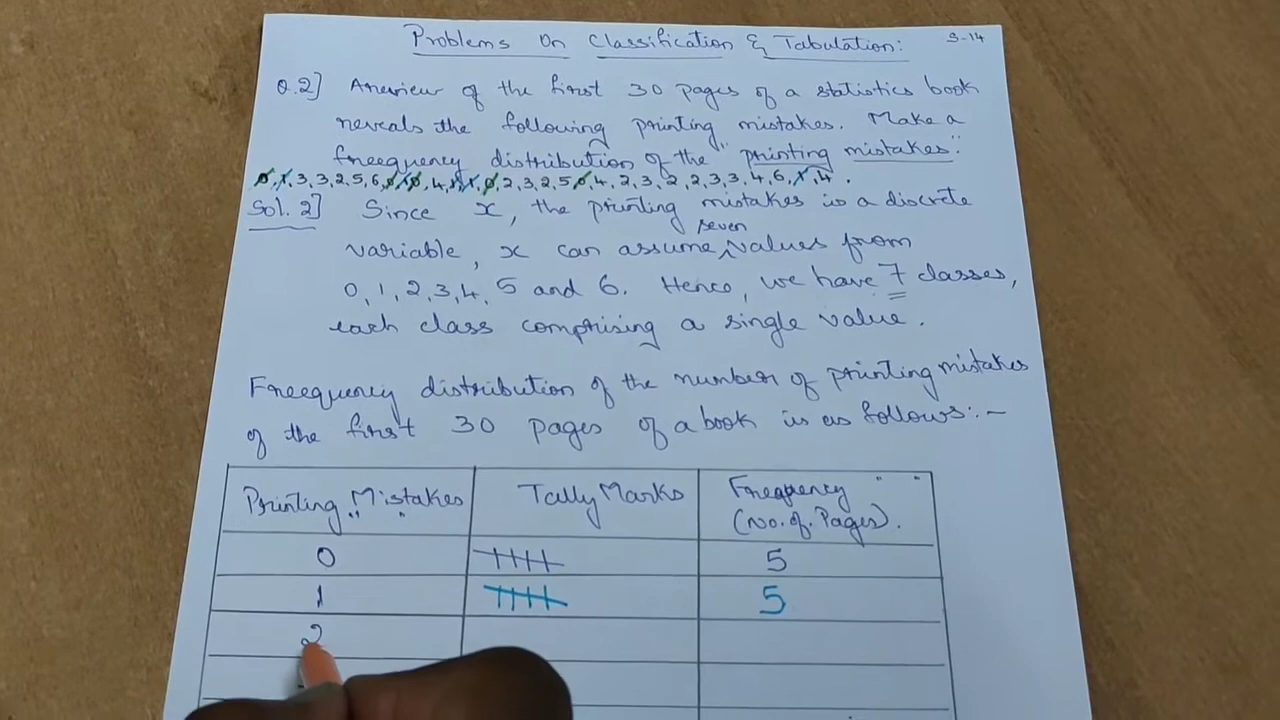 Problems On Classification & Tabulation:
S-14
Q.2] A review of the first 30 pages of a statistics book
reveals the following printing mistakes. Make a
freequency distribution of the "printing mistakes":
0, 1, 3, 3, 2, 5, 6, 0, 1, 0, 4, 1, 1, 0, 2, 3, 2, 5, 0, 4, 2, 3, 2, 2, 3, 3, 4, 6, 1, 4.
Sol. 2] Since x, the printing mistakes is a discrete
seven
variable, x can assume values from
0, 1, 2, 3, 4, 5 and 6. Hence, we have 7 classes,
each class comprising a single value.
Freequency distribution of the number of printing mistakes
of the first 30 pages of a book is as follows:-
Printing Mistakes Tally Marks Frequency
(No. of. Pages).
0 5
1 5
2